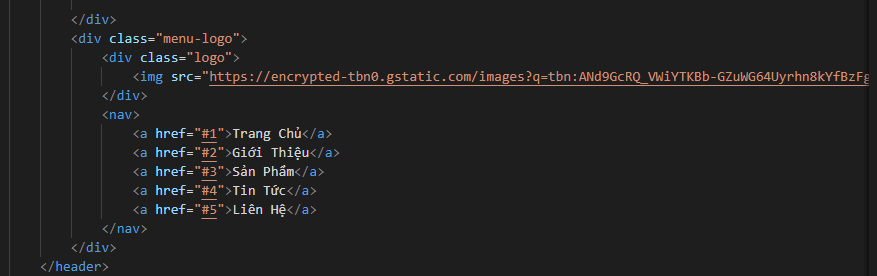 </div>
<div class="menu-logo">
<div class="logo">
<img src="https://encrypted-tbn0.gstatic.com/images?q=tbn:ANd9GcRQ_VWiYTKBb-GZuWG64Uyrhn8kYfBzFg
</div>
<nav>
<a href="#1">Trang Chủ</a>
<a href="#2">Giới Thiệu</a>
<a href="#3">Sản Phẩm</a>
<a href="#4">Tin Tức</a>
<a href="#5">Liên Hệ</a>
</nav>
</div>
</header>